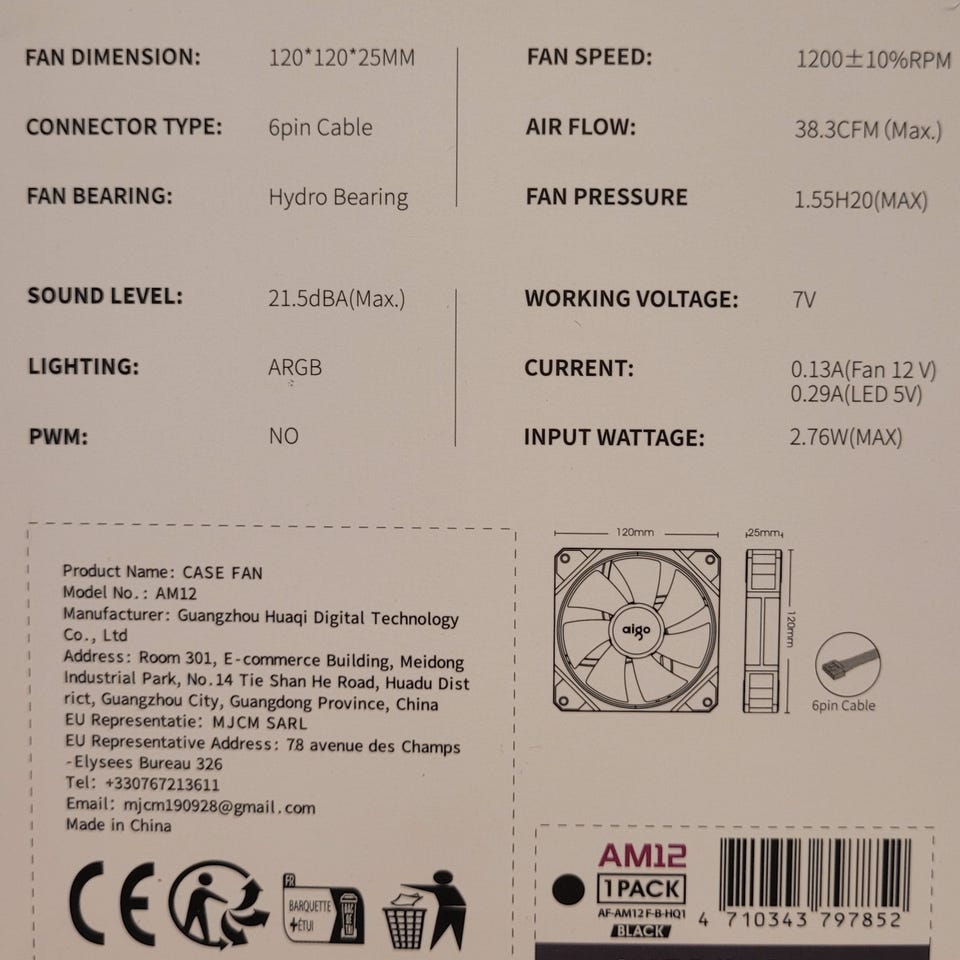 FAN DIMENSION: 120*120*25MM
CONNECTOR TYPE: 6pin Cable
FAN BEARING: Hydro Bearing
FAN SPEED: 1200±10%RPM
AIR FLOW: 38.3CFM (Max.)
FAN PRESSURE 1.55H20(MAX)
SOUND LEVEL: 21.5dBA(Max.)
LIGHTING: ARGB
PWM: NO
WORKING VOLTAGE: 7V
CURRENT: 0.13A(Fan 12 V)
0.29A(LED 5V)
INPUT WATTAGE: 2.76W(MAX)
Product Name: CASE FAN
Model No.: AM12
Manufacturer: Guangzhou Huaqi Digital Technology
Co., Ltd
Address: Room 301, E-commerce Building, Meidong
Industrial Park, No.14 Tie Shan He Road, Huadu Dist
rict, Guangzhou City, Guangdong Province, China
EU Representatie: MJCM SARL
EU Representative Address: 78 avenue des Champs
-Elysees Bureau 326
Tel: +330767213611
Email: mjcm190928@gmail.com
Made in China
CE
FR
BARQUETTE
+ÉTUI
120mm
25mm
aigo
120mm
6pin Cable
AM12
1PACK
AF-AM12 F-B-HQ1
BLACK
4 710343 797852